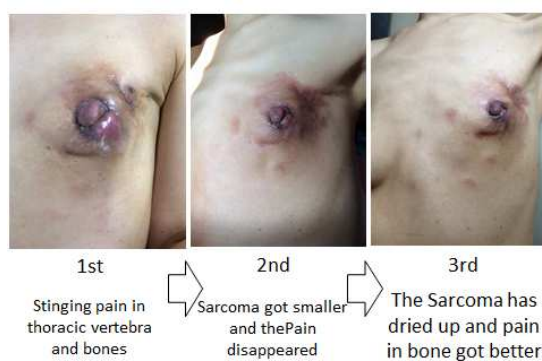 1st
Stinging pain in
thoracic vertebra
and bones
2nd
Sarcoma got smaller
and thePain
disappeared
3rd
The Sarcoma has
dried up and pain
in bone got better